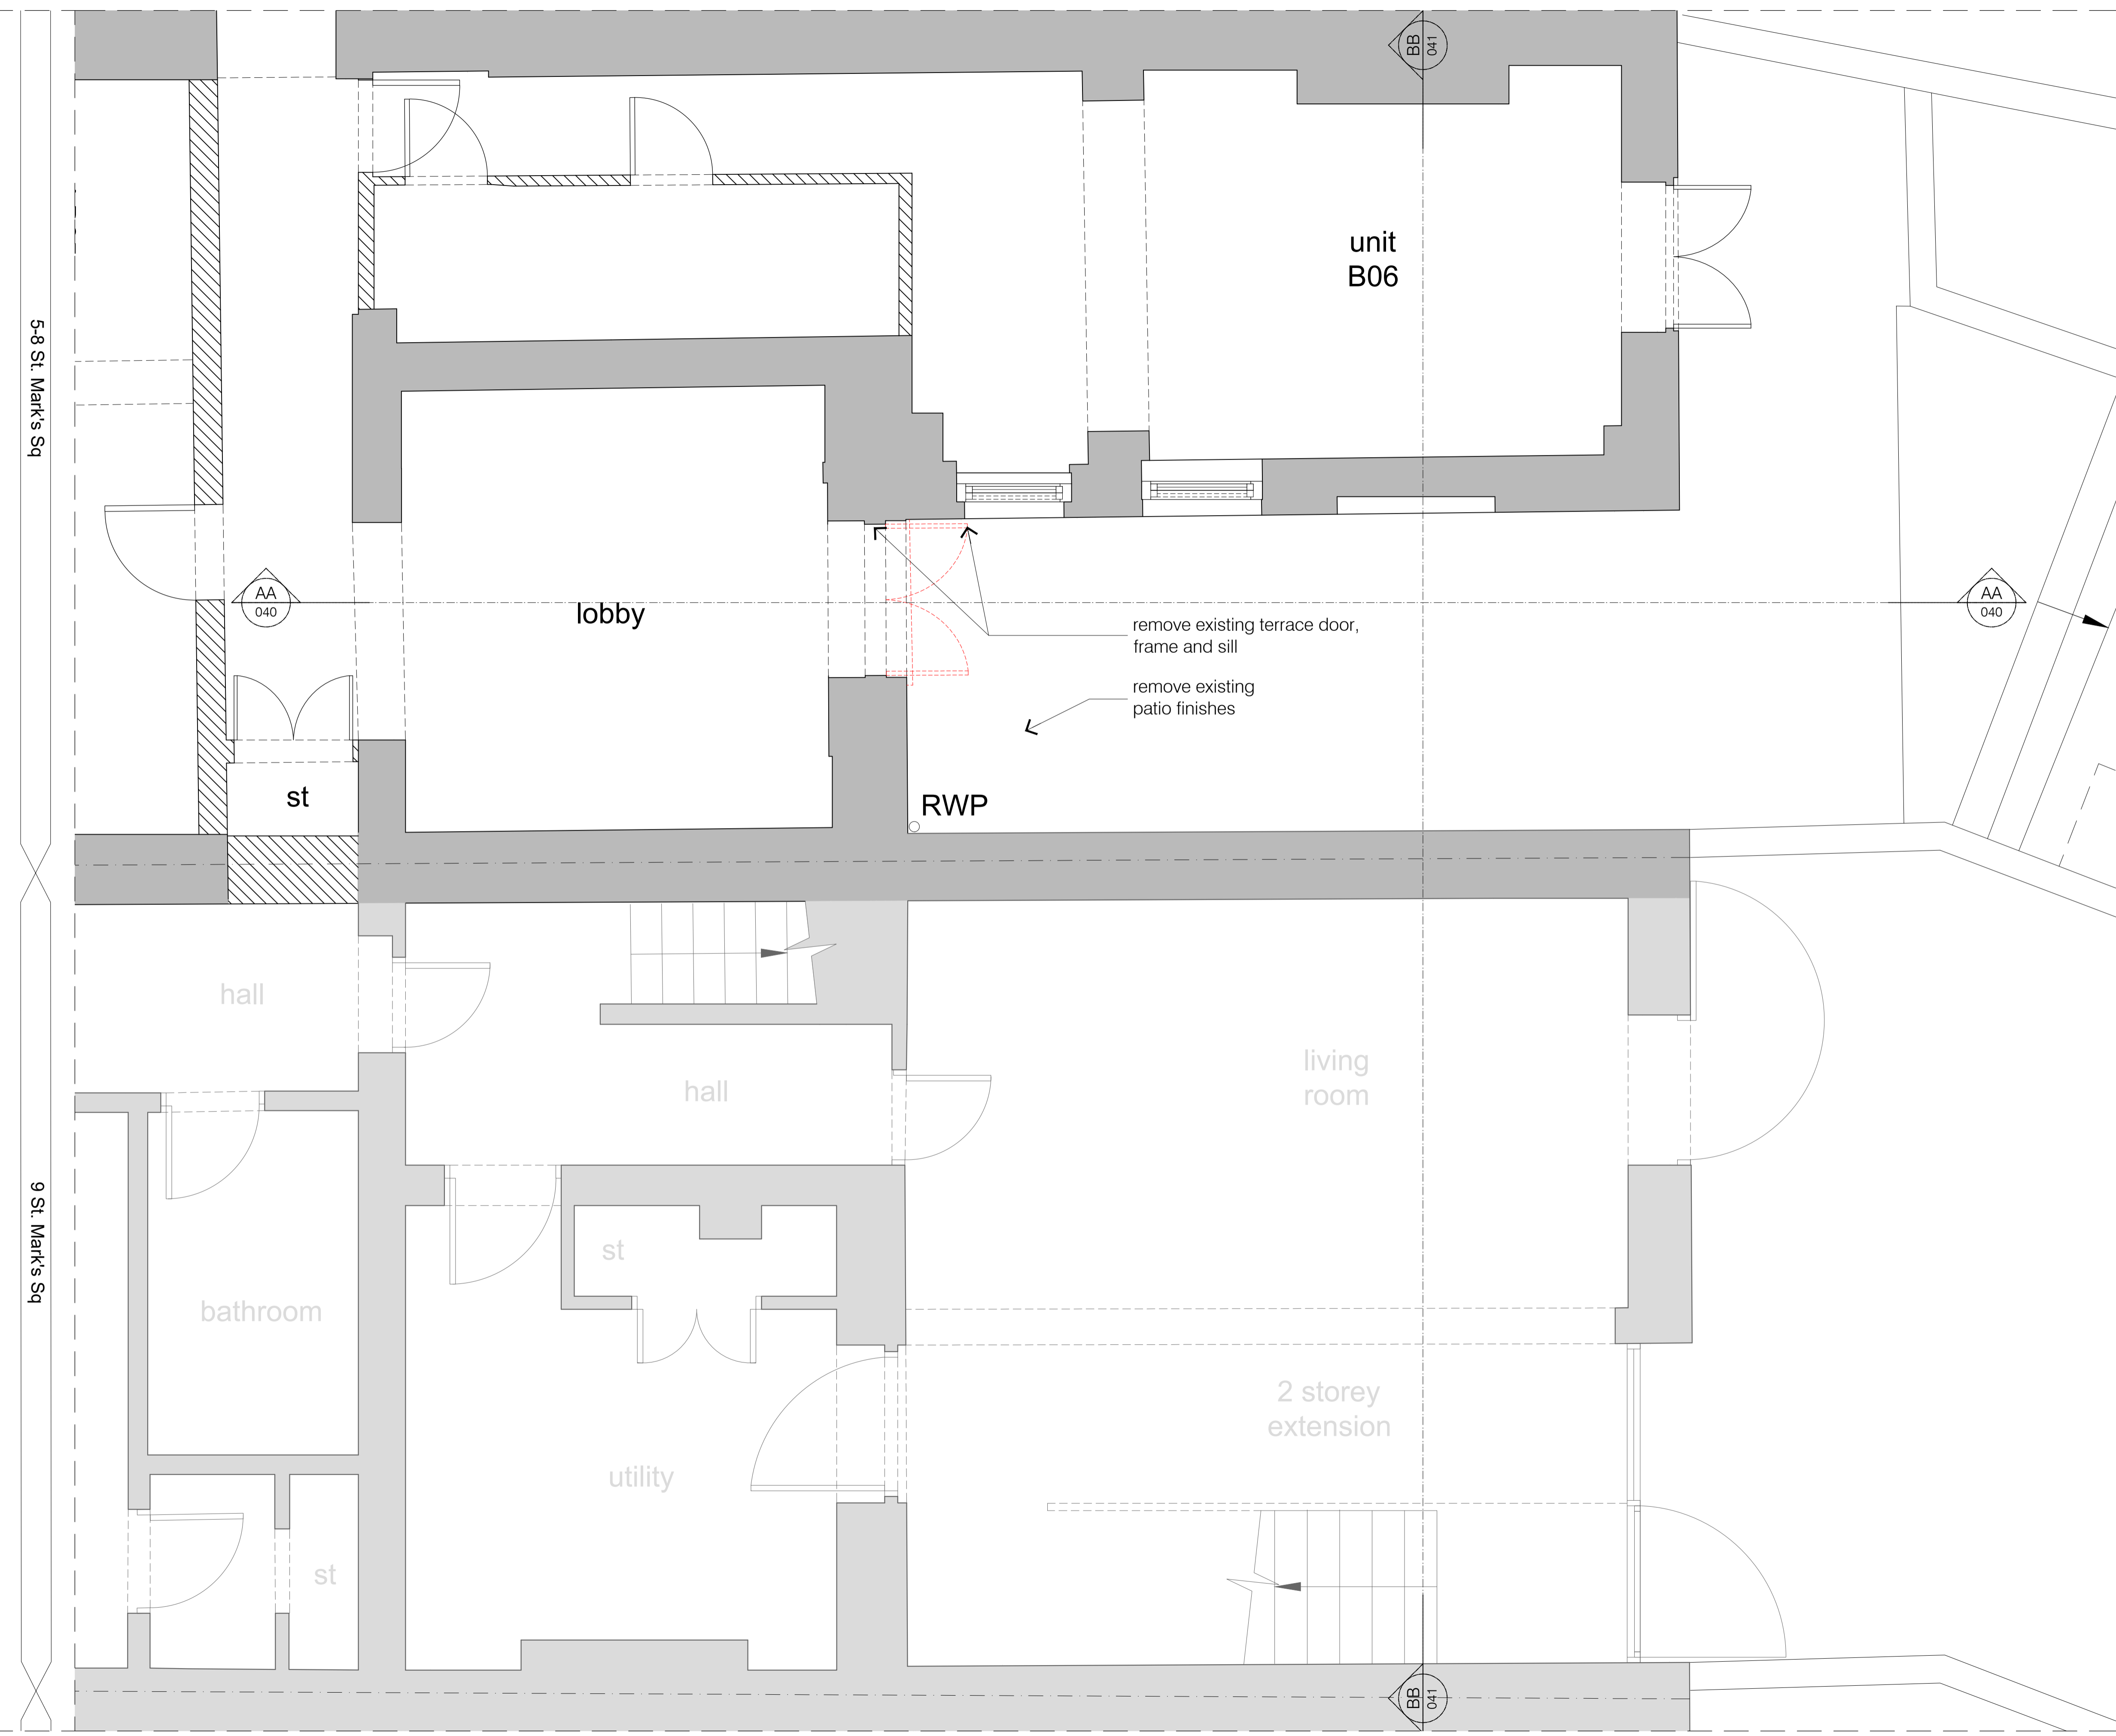 BB
041
unit
B06
5-8 St. Mark's Sq
AA
040
lobby
AA
040
remove existing terrace door,
frame and sill
remove existing
patio finishes
st
RWP
hall
living
room
hall
9 St. Mark's Sq
st
bathroom
2 storey
extension
utility
st
BB
041